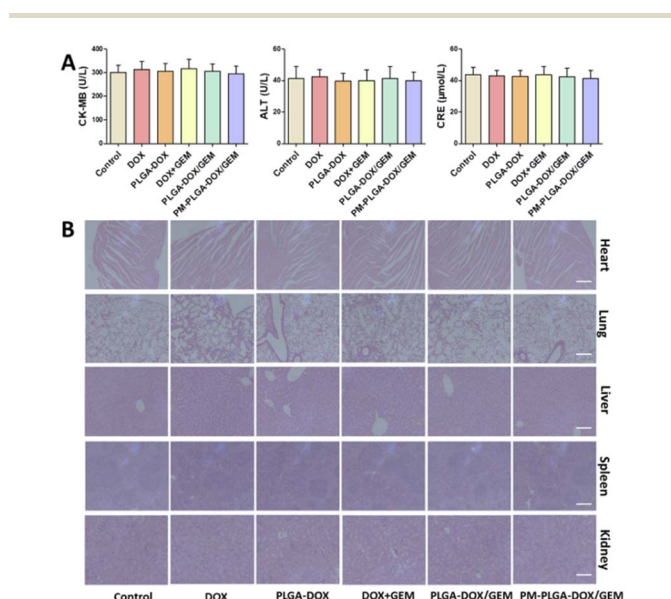 A
CK-MB (U/L)
400
300
200
100
0
Control
DOX
PLGA-DOX
DOX+GEM
PLGA-DOX/GEM
PM-PLGA-DOX/GEM
ALT (U/L)
60
40
20
0
Control
DOX
PLGA-DOX
DOX+GEM
PLGA-DOX/GEM
PM-PLGA-DOX/GEM
CRE (μmol/L)
60
40
20
0
Control
DOX
PLGA-DOX
DOX+GEM
PLGA-DOX/GEM
PM-PLGA-DOX/GEM
B
Heart
Lung
Liver
Spleen
Kidney
Control DOX PLGA-DOX DOX+GEM PLGA-DOX/GEM PM-PLGA-DOX/GEM